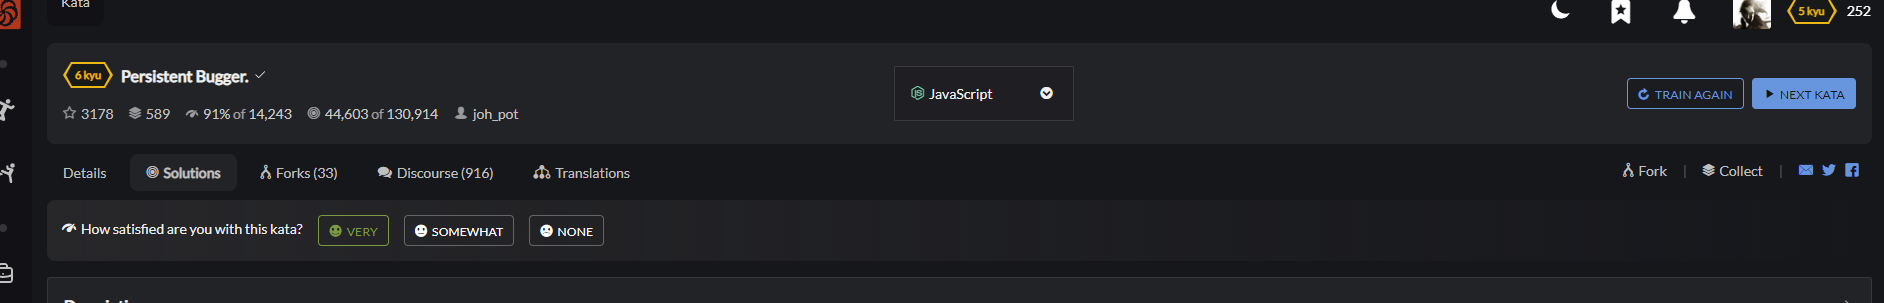 Kata
5 kyu 252
6 kyu Persistent Bugger.
JavaScript
TRAIN AGAIN NEXT KATA
3178 589 91% of 14,243 44,603 of 130,914 joh_pot
Details Solutions Forks (33) Discourse (916) Translations
Fork | Collect |
How satisfied are you with this kata? VERY SOMEWHAT NONE